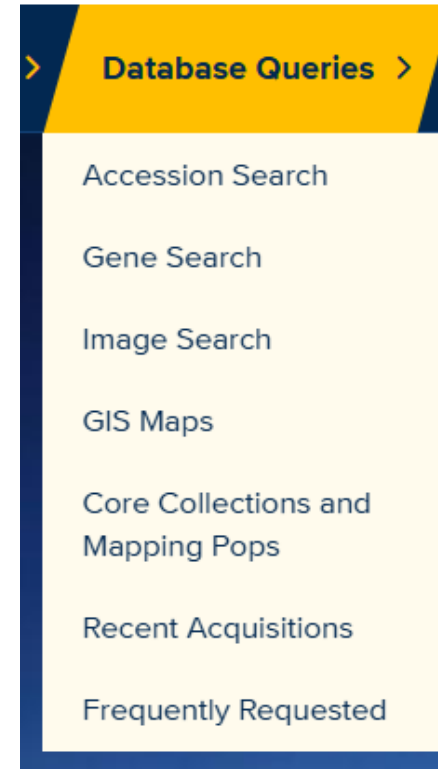 Database Queries
Accession Search
Gene Search
Image Search
GIS Maps
Core Collections and
Mapping Pops
Recent Acquisitions
Frequently Requested